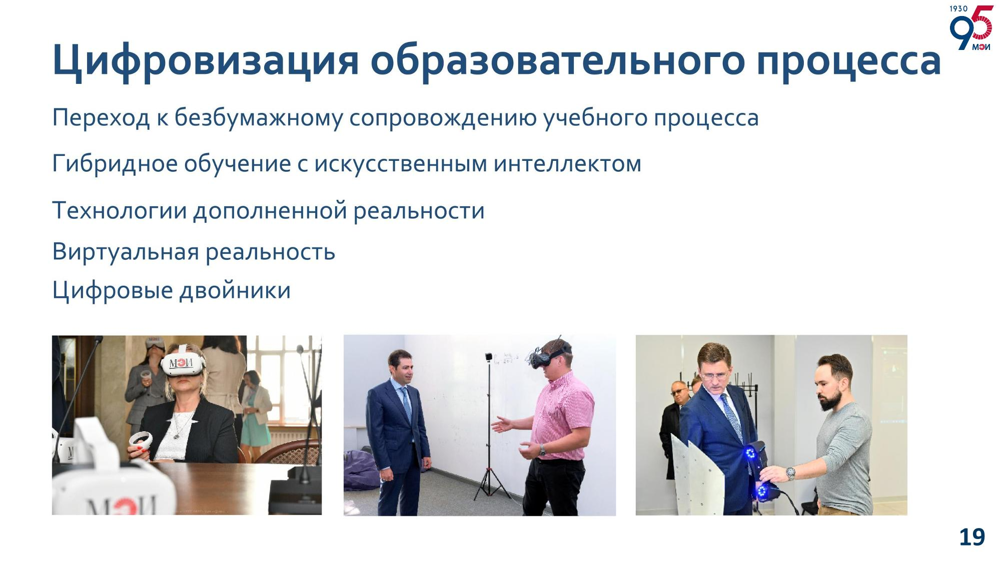 1930
95
МЭИ
Цифровизация образовательного процесса
Переход к безбумажному сопровождению учебного процесса
Гибридное обучение с искусственным интеллектом
Технологии дополненной реальности
Виртуальная реальность
Цифровые двойники
МЭИ
М
МЭИ
19